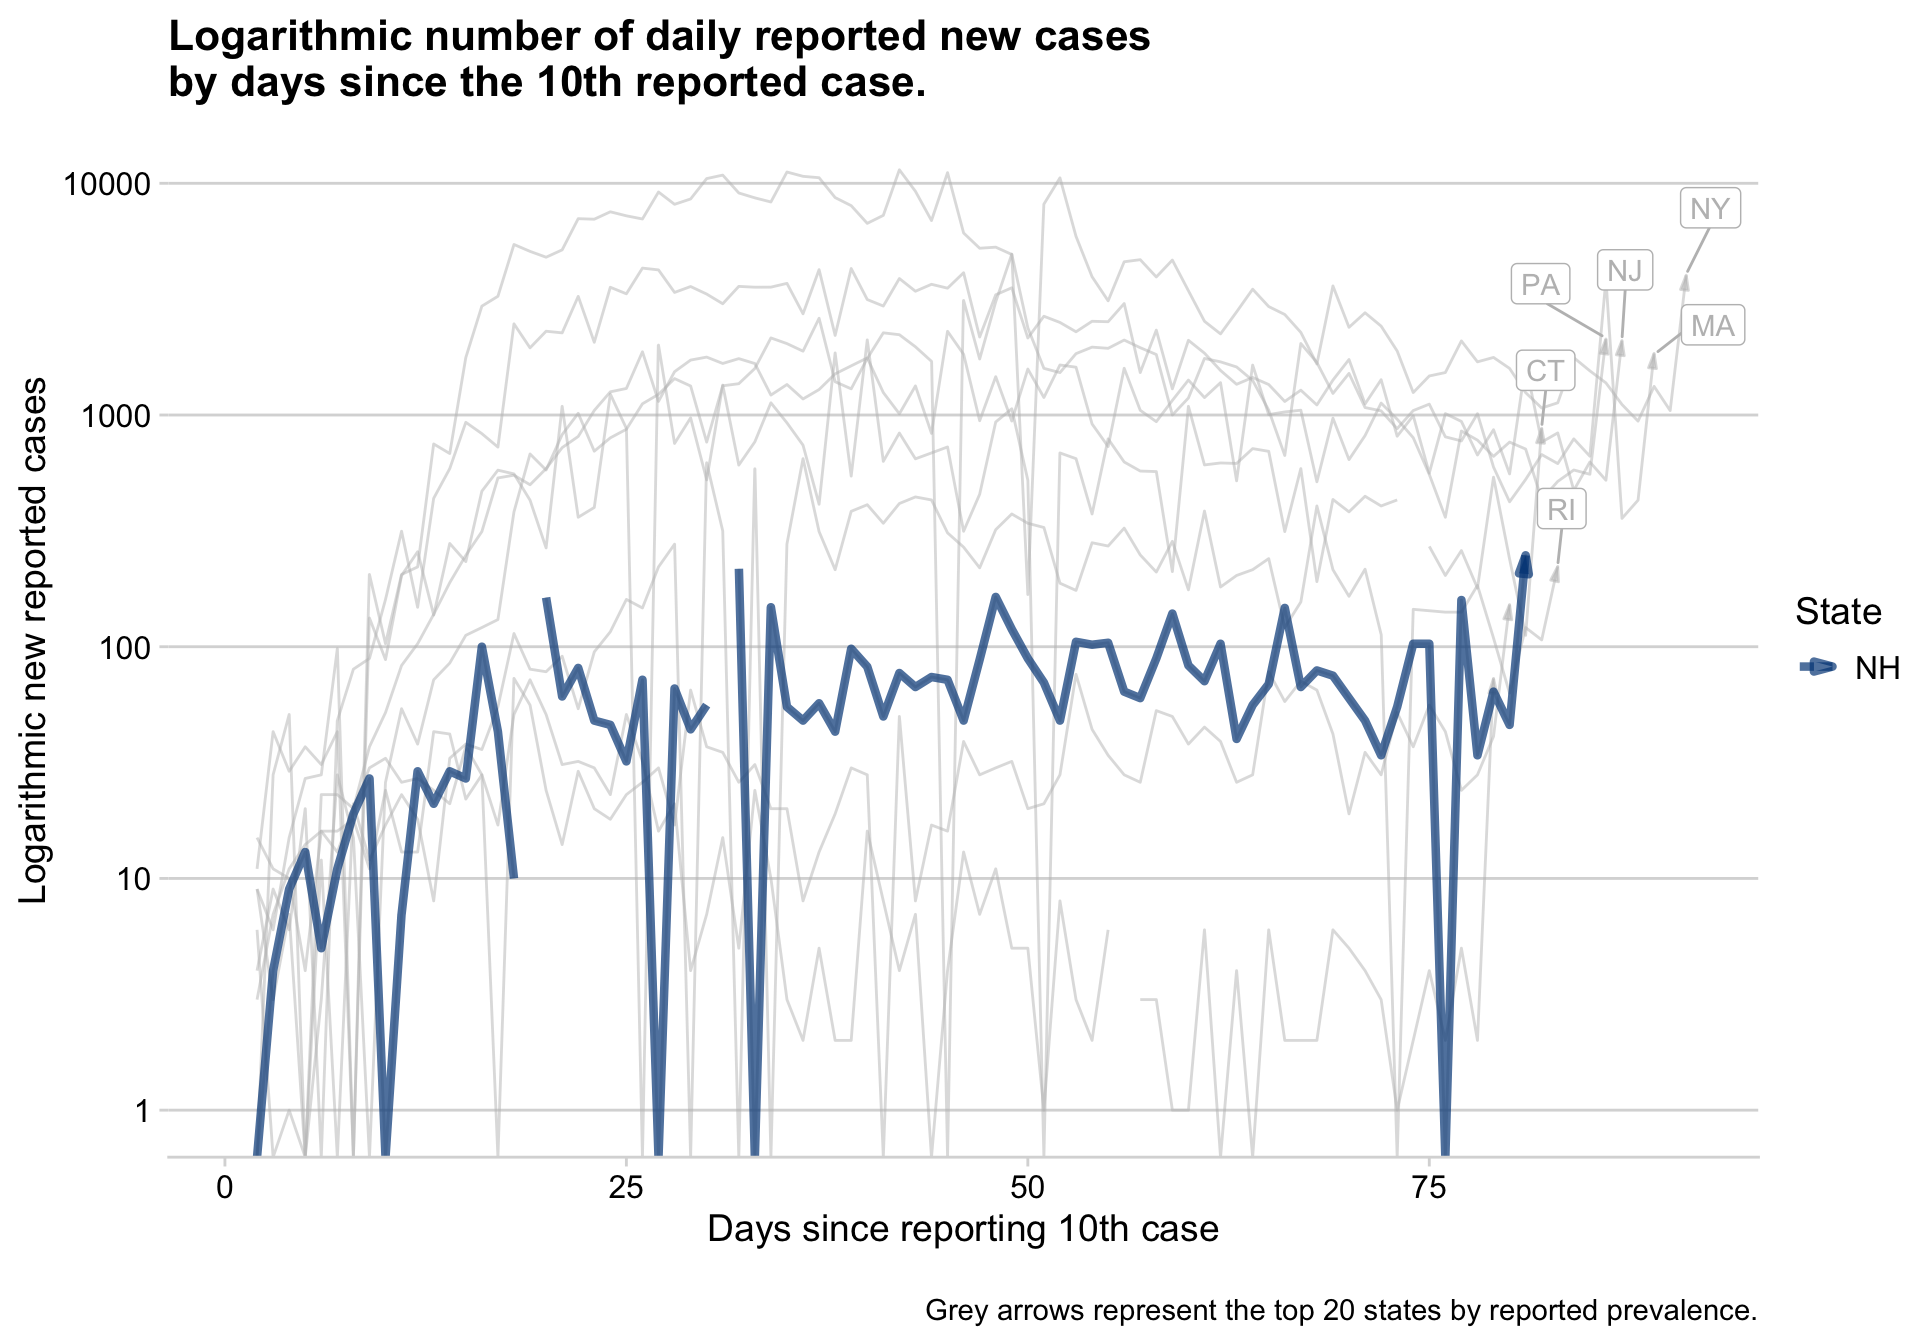 Logarithmic number of daily reported new cases
by days since the 10th reported case.
Logarithmic new reported cases
10000
1000
100
10
1
NY
NJ
PA
MA
CT
RI
State
NH
0
25
50
75
Days since reporting 10th case
Grey arrows represent the top 20 states by reported prevalence.